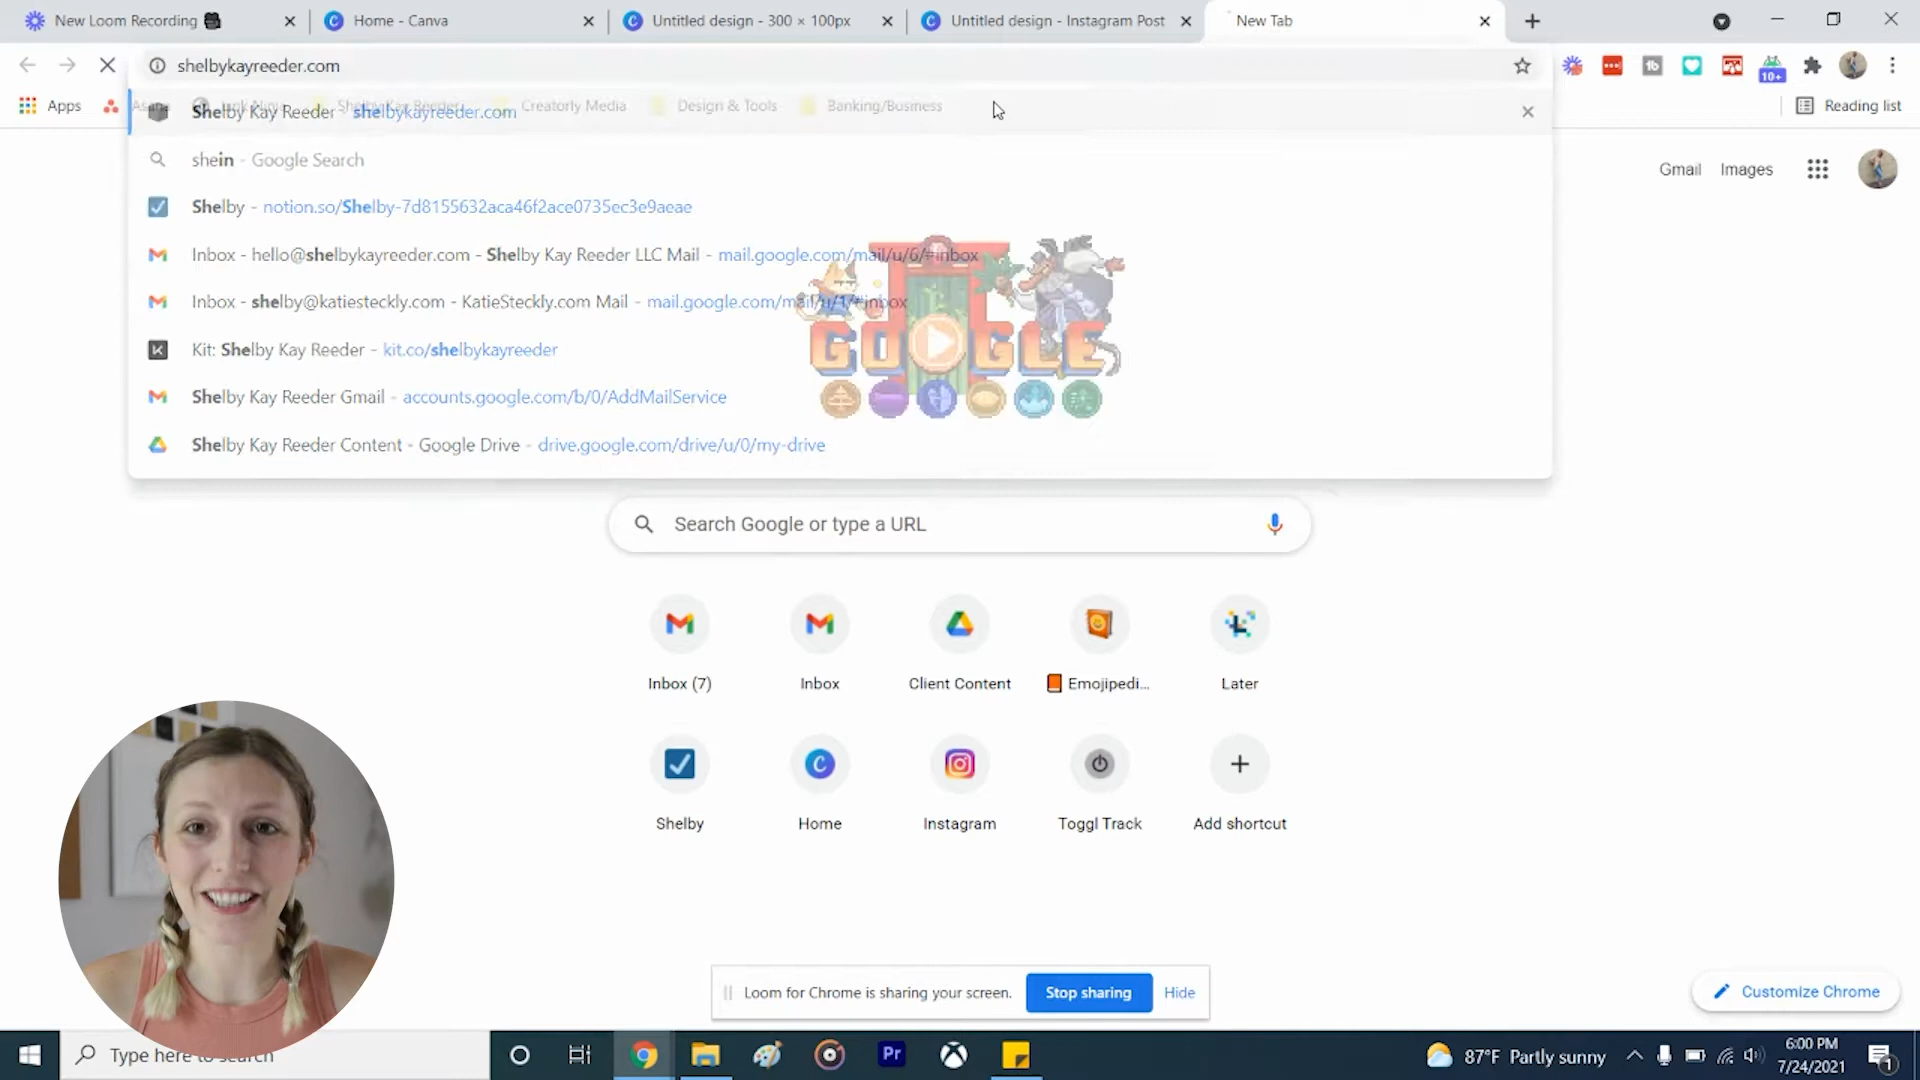 New Loom Recording
Home - Canva
Untitled design - 300 × 100px
Untitled design - Instagram Post
New Tab
shelbykayreeder.com
10+
Apps
Creatorly Media
Design & Tools
Banking/Business
Reading list
Shelby Kay Reeder - shelbykayreeder.com
shein - Google Search
Gmail
Images
Shelby - notion.so/Shelby-7d8155632aca46f2ace0735ec3e9aeae
Inbox - hello@shelbykayreeder.com - Shelby Kay Reeder LLC Mail - mail.google.com/mail/u/6/#inbox
Inbox - shelby@katiesteckly.com - KatieSteckly.com Mail - mail.google.com/mail/u/1/#inbox
GOOGLE
Kit: Shelby Kay Reeder - kit.co/shelbykayreeder
Shelby Kay Reeder Gmail - accounts.google.com/b/0/AddMailService
Shelby Kay Reeder Content - Google Drive - drive.google.com/drive/u/0/my-drive
Search Google or type a URL
Inbox (7)
Inbox
Client Content
Emojipedi...
Later
Shelby
Home
Instagram
Toggl Track
Add shortcut
Loom for Chrome is sharing your screen.
Stop sharing
Hide
Customize Chrome
Type here to search
Pr
87°F Partly sunny
6:00 PM
7/24/2021
1